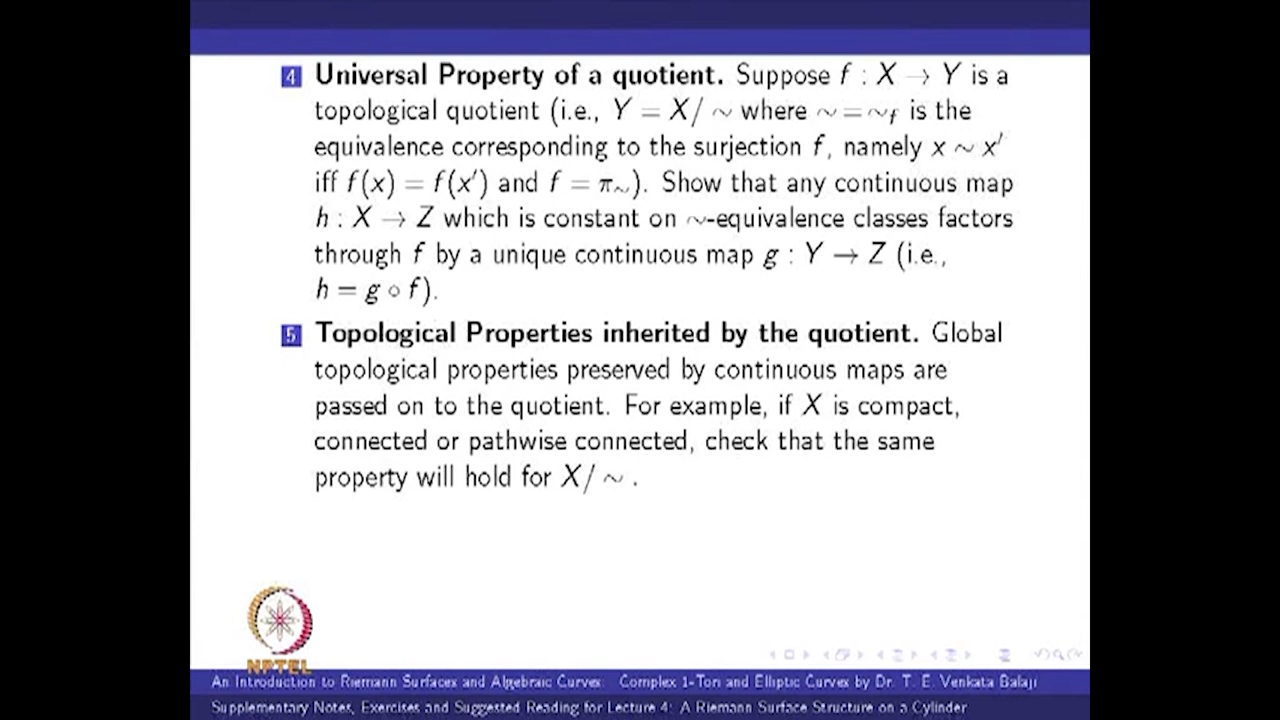 4 Universal Property of a quotient. Suppose f : X → Y is a
topological quotient (i.e., Y = X/ ∼ where ∼=∼f is the
equivalence corresponding to the surjection f, namely x ∼ x′
iff f(x) = f(x′) and f = π∼). Show that any continuous map
h : X → Z which is constant on ∼-equivalence classes factors
through f by a unique continuous map g : Y → Z (i.e.,
h = g ∘ f).
5 Topological Properties inherited by the quotient. Global
topological properties preserved by continuous maps are
passed on to the quotient. For example, if X is compact,
connected or pathwise connected, check that the same
property will hold for X/ ∼ .
NPTEL
An Introduction to Riemann Surfaces and Algebraic Curves: Complex 1-Tori and Elliptic Curves by Dr. T. E. Venkata Balaji
Supplementary Notes, Exercises and Suggested Reading for Lecture 4: A Riemann Surface Structure on a Cylinder